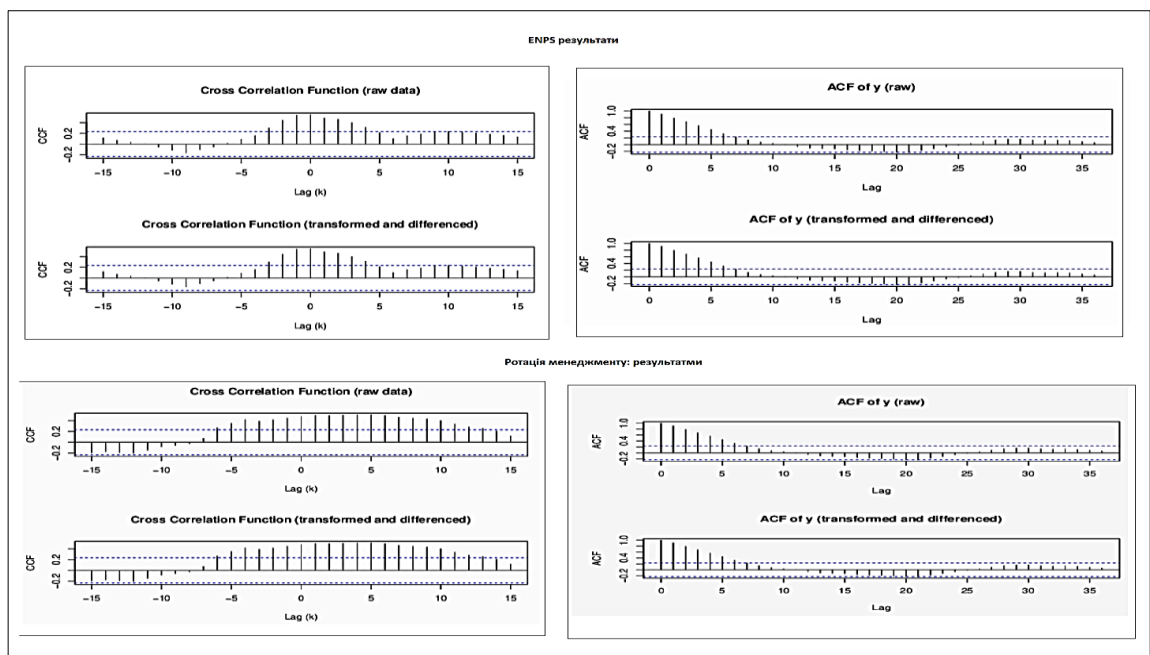 ENPS результати
Cross Correlation Function (raw data)
CCF
0.2
-0.2
−15 −10 −5 0 5 10 15
Lag (k)
Cross Correlation Function (transformed and differenced)
CCF
0.2
-0.2
−15 −10 −5 0 5 10 15
Lag (k)
ACF of y (raw)
ACF
1.0
0.4
-0.2
0 5 10 15 20 25 30 35
Lag
ACF of y (transformed and differenced)
ACF
1.0
0.4
-0.2
0 5 10 15 20 25 30 35
Lag
Ротація менеджменту: результатми
Cross Correlation Function (raw data)
CCF
0.2
-0.2
−15 −10 −5 0 5 10 15
Lag (k)
Cross Correlation Function (transformed and differenced)
CCF
0.2
-0.2
−15 −10 −5 0 5 10 15
Lag (k)
ACF of y (raw)
ACF
1.0
0.4
-0.2
0 5 10 15 20 25 30 35
Lag
ACF of y (transformed and differenced)
ACF
1.0
0.4
-0.2
0 5 10 15 20 25 30 35
Lag